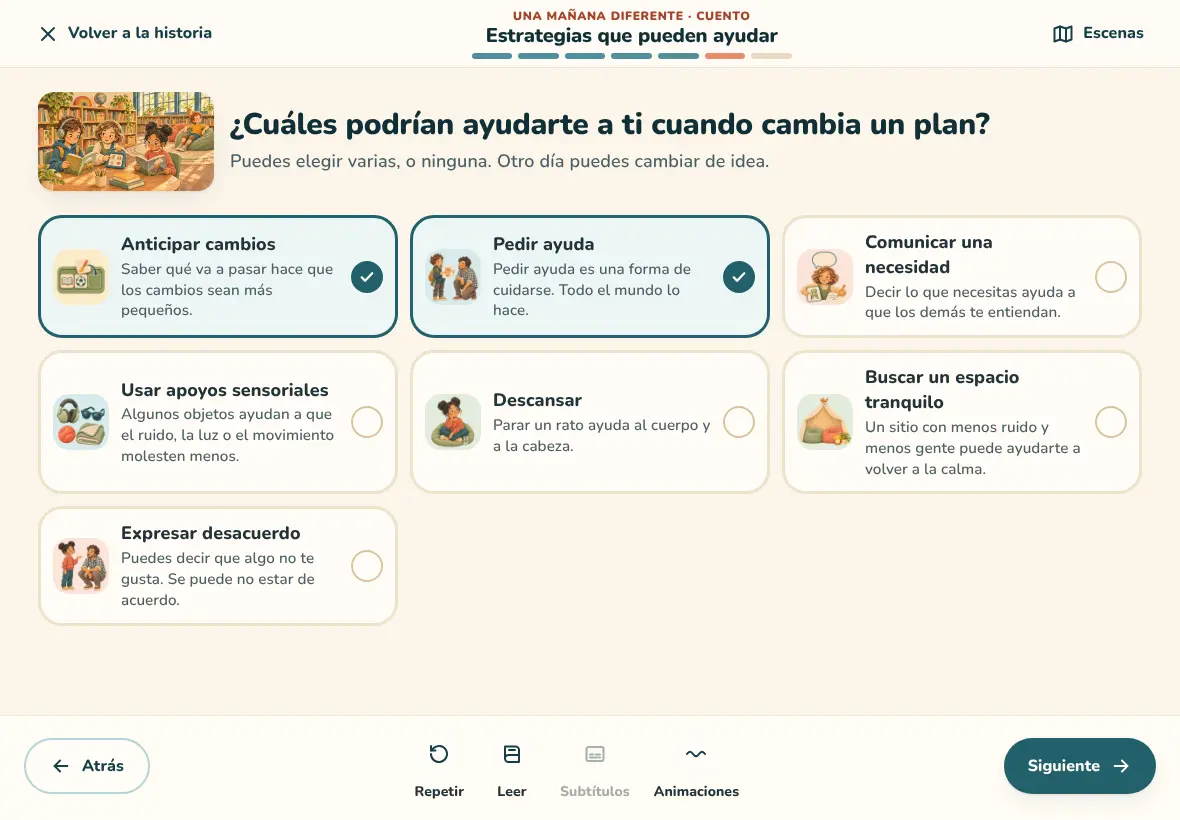 Volver a la historia
UNA MAÑANA DIFERENTE · CUENTO
Estrategias que pueden ayudar
Escenas
¿Cuáles podrían ayudarte a ti cuando cambia un plan?
Puedes elegir varias, o ninguna. Otro día puedes cambiar de idea.
Anticipar cambios
Saber qué va a pasar hace que
los cambios sean más
pequeños.
Pedir ayuda
Pedir ayuda es una forma de
cuidarse. Todo el mundo lo
hace.
Comunicar una
necesidad
Decir lo que necesitas ayuda a
que los demás te entiendan.
Usar apoyos sensoriales
Algunos objetos ayudan a que
el ruido, la luz o el movimiento
molesten menos.
Descansar
Parar un rato ayuda al cuerpo y
a la cabeza.
Buscar un espacio
tranquilo
Un sitio con menos ruido y
menos gente puede ayudarte a
volver a la calma.
Expresar desacuerdo
Puedes decir que algo no te
gusta. Se puede no estar de
acuerdo.
Atrás
Repetir
Leer
Subtítulos
Animaciones
Siguiente